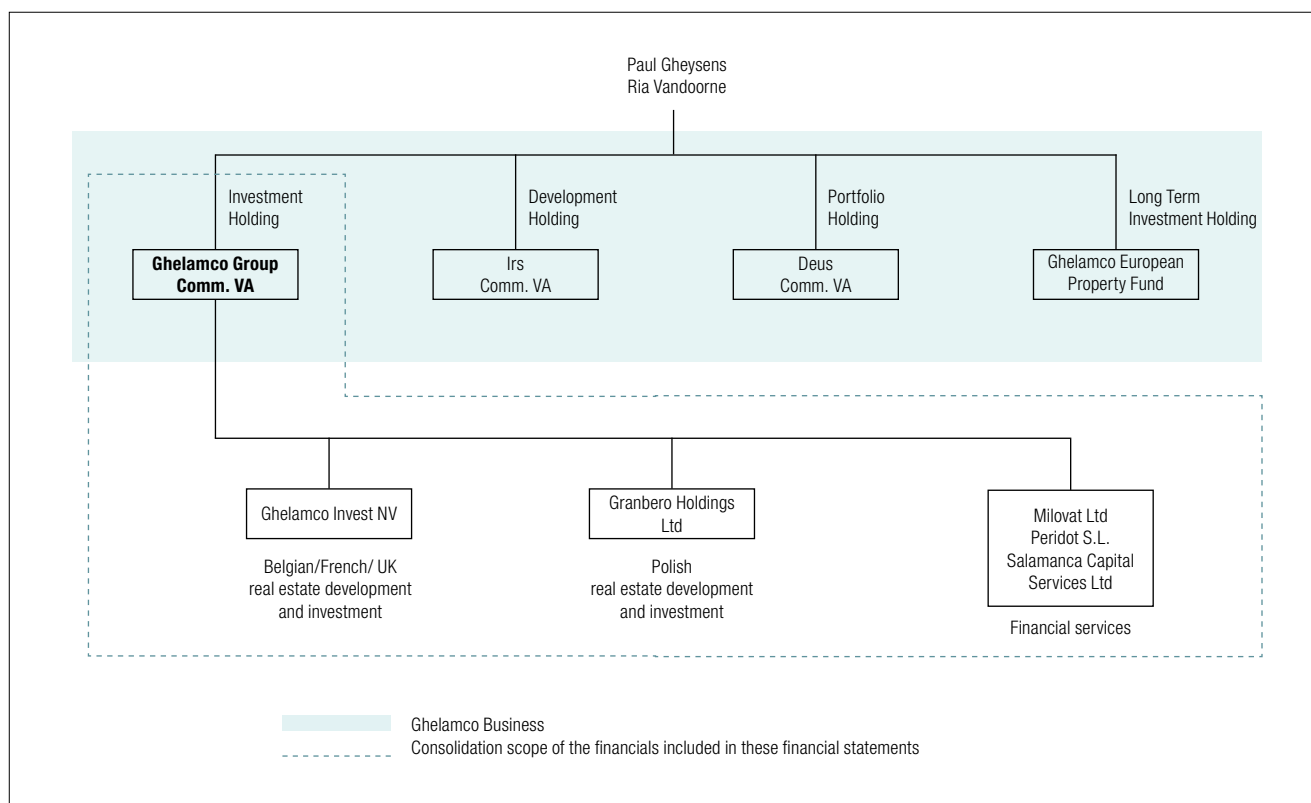 Paul Gheysens
Ria Vandoorne
Investment
Holding
Development
Holding
Portfolio
Holding
Long Term
Investment Holding
Ghelamco Group
Comm. VA
Irs
Comm. VA
Deus
Comm. VA
Ghelamco European
Property Fund
Ghelamco Invest NV
Belgian/French/ UK
real estate development
and investment
Granbero Holdings
Ltd
Polish
real estate development
and investment
Milovat Ltd
Peridot S.L.
Salamanca Capital
Services Ltd
Financial services
Ghelamco Business
Consolidation scope of the financials included in these financial statements